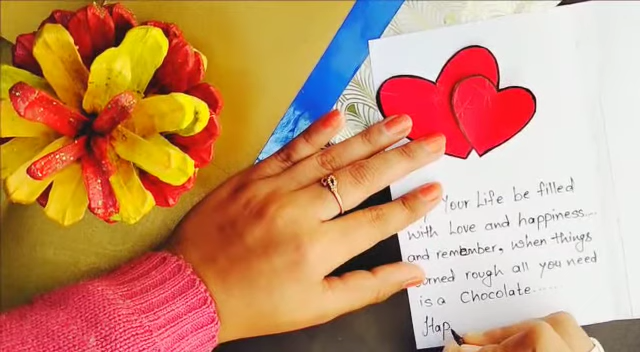 Your Life be filled
with Love and happiness....
and remember, when things
rough all you need
is a Chocolate......
Hap